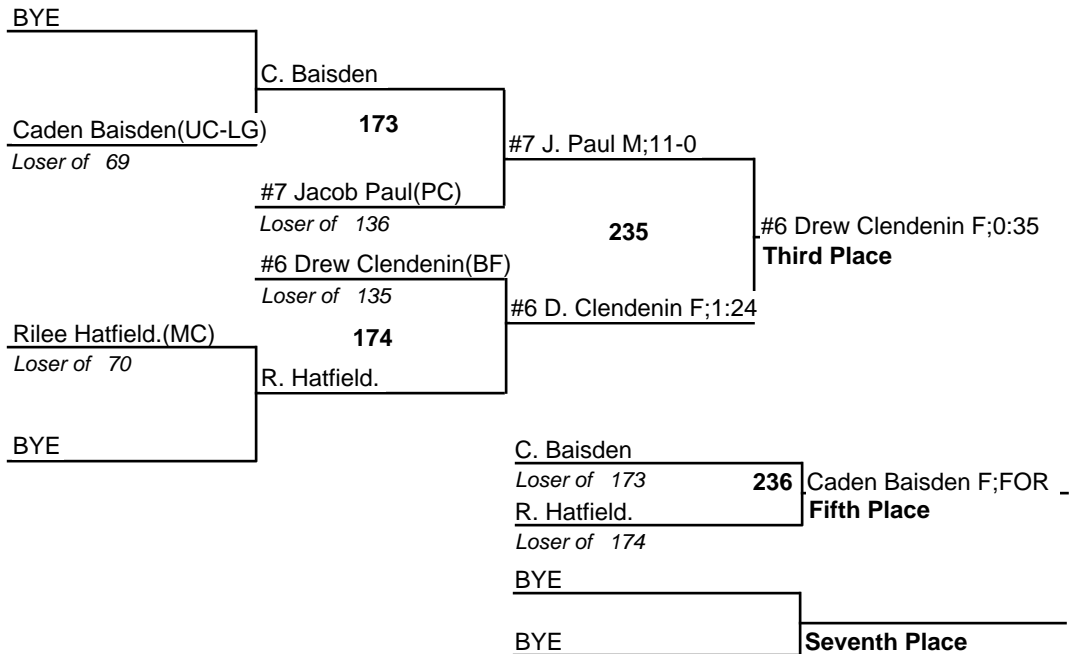 BYE
C. Baisden
Caden Baisden(UC-LG)
173
Loser of 69
#7 J. Paul M;11-0
#7 Jacob Paul(PC)
Loser of 136
235
#6 Drew Clendenin F;0:35
Third Place
#6 Drew Clendenin(BF)
Loser of 135
#6 D. Clendenin F;1:24
Rilee Hatfield.(MC)
174
Loser of 70
R. Hatfield.
BYE
C. Baisden
Loser of 173
236
Caden Baisden F;FOR
Fifth Place
R. Hatfield.
Loser of 174
BYE
BYE
Seventh Place